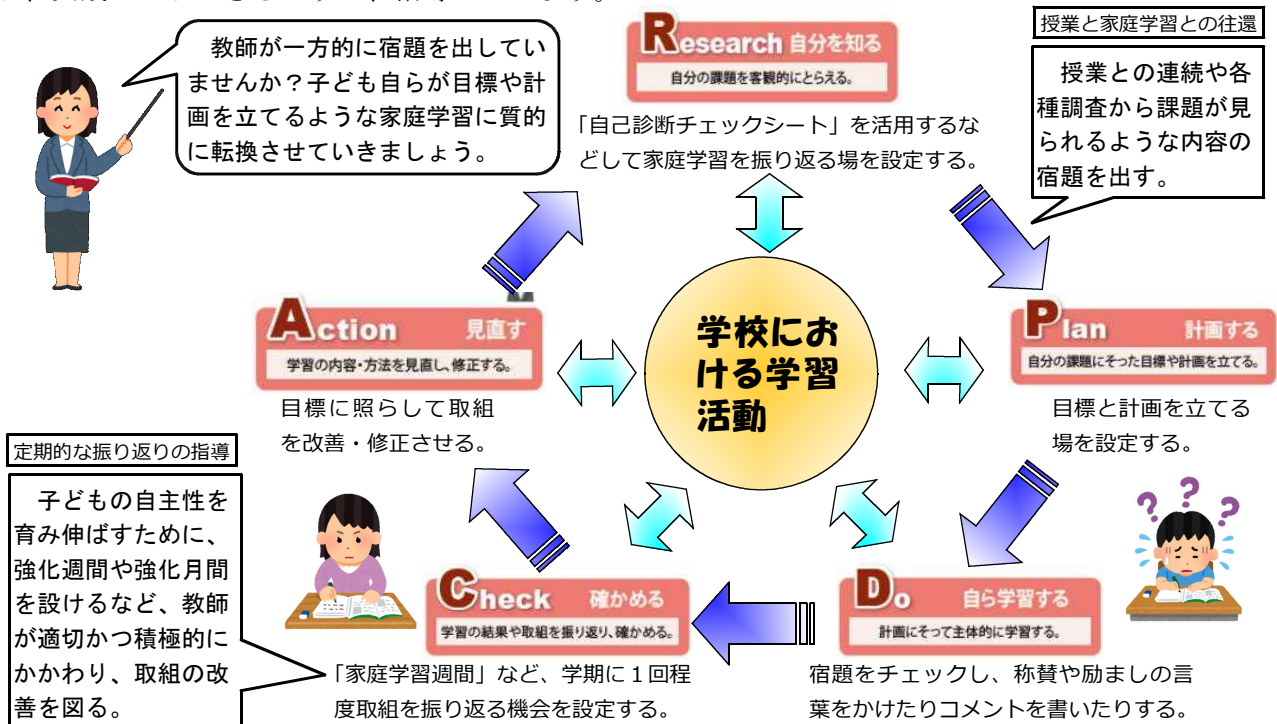 教師が一方的に宿題を出してい
ませんか?子ども自らが目標や計
画を立てるような家庭学習に質的
に転換させていきましょう。
Research 自分を知る
自分の課題を客観的にとらえる。
「自己診断チェックシート」を活用するな
どして家庭学習を振り返る場を設定する。
授業と家庭学習との往還
授業との連続や各
種調査から課題が見
られるような内容の
宿題を出す。
Action 見直す
学習の内容・方法を見直し、修正する。
目標に照らして取組
を改善・修正させる。
学校にお
ける学習
活動
Plan 計画する
自分の課題にそった目標や計画を立てる。
目標と計画を立てる
場を設定する。
定期的な振り返りの指導
子どもの自主性を
育み伸ばすために、
強化週間や強化月間
を設けるなど、教師
が適切かつ積極的に
かかわり、取組の改
善を図る。
Check 確かめる
学習の結果や取組を振り返り、確かめる。
「家庭学習週間」など、学期に1回程
度取組を振り返る機会を設定する。
Do 自ら学習する
計画にそって主体的に学習する。
宿題をチェックし、称賛や励ましの言
葉をかけたりコメントを書いたりする。